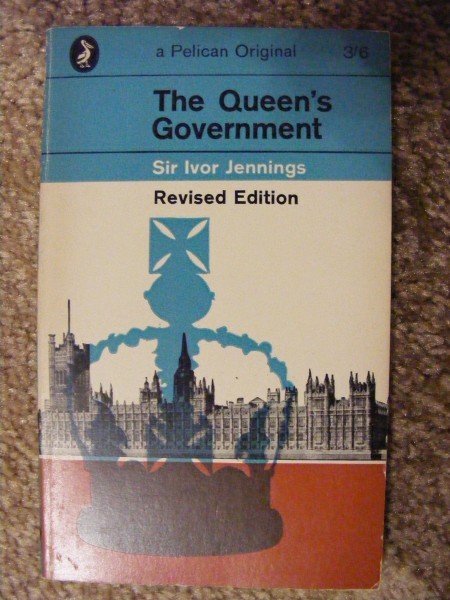 a Pelican Original 3'6
The Queen's
Government
Sir Ivor Jennings
Revised Edition